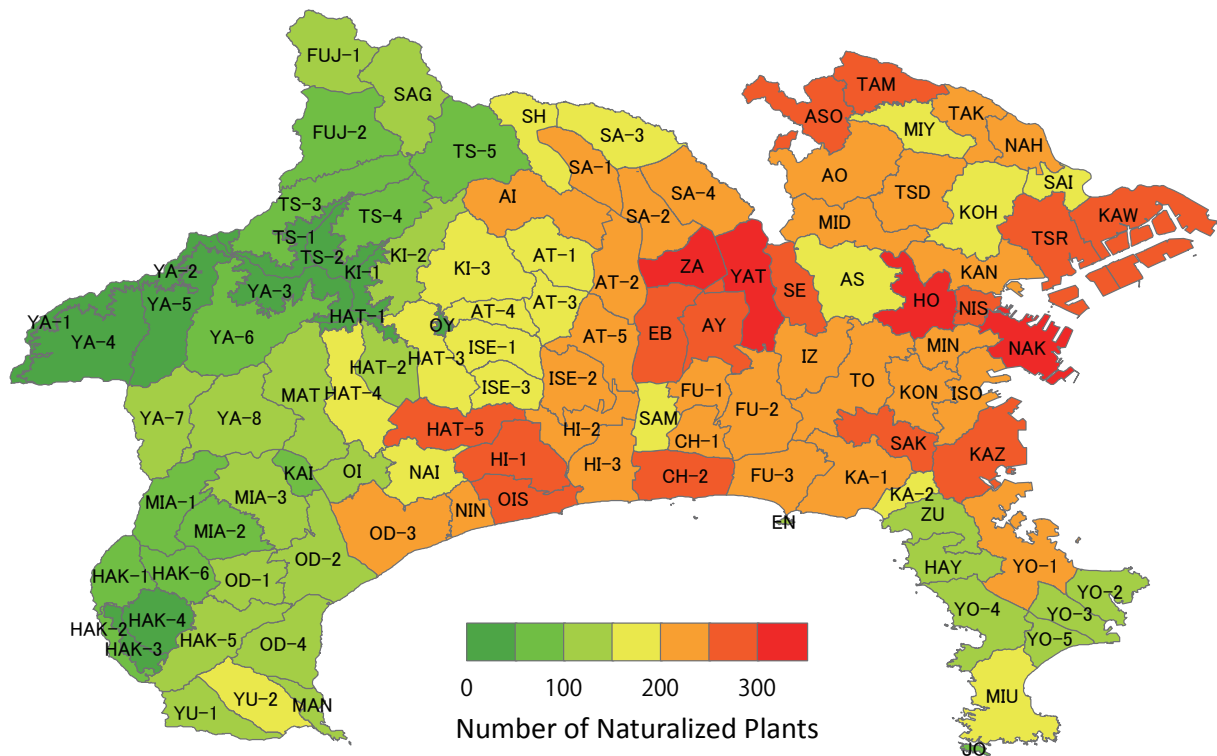 FUJ-1
SAG
FUJ-2
TS-5
SH
SA-3
SA-1
SA-4
SA-2
AI
TS-3
TS-4
TS-1
TS-2
KI-2
KI-1
YA-2
YA-3
YA-5
YA-1
YA-4
YA-6
HAT-1
KI-3
AT-1
AT-2
AT-3
AT-4
OY
AT-5
ISE-1
HAT-3
HAT-2
ISE-3
ISE-2
HAT-4
MAT
YA-7
YA-8
HAT-5
HI-2
HI-1
HI-3
OI
NAI
KAI
MIA-1
MIA-3
MIA-2
OIS
NIN
OD-3
OD-2
HAK-1
HAK-6
OD-1
HAK-4
HAK-2
HAK-3
HAK-5
OD-4
YU-2
YU-1
MAN
TAM
ASO
TAK
MIY
NAH
AO
TSD
SAI
KOH
KAW
TSR
MID
ZA
YAT
SE
AS
KAN
HO
NIS
NAK
EB
AY
IZ
MIN
TO
KON
ISO
FU-1
FU-2
SAM
CH-1
SAK
KAZ
CH-2
FU-3
KA-1
KA-2
EN
ZU
HAY
YO-1
YO-2
YO-3
YO-4
YO-5
MIU
JO
0 100 200 300
Number of Naturalized Plants